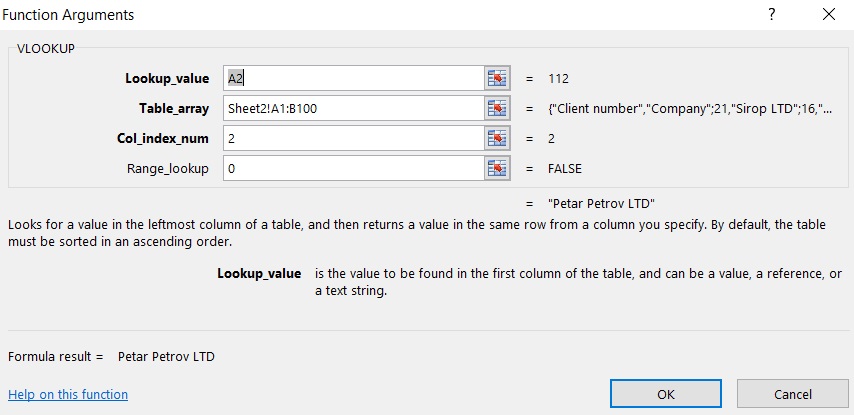 Function Arguments ? ×
VLOOKUP
Lookup_value A2 = 112
Table_array Sheet2!A1:B100 = {"Client number","Company";21,"Sirop LTD";16,"...
Col_index_num 2 = 2
Range_lookup 0 = FALSE
= "Petar Petrov LTD"
Looks for a value in the leftmost column of a table, and then returns a value in the same row from a column you specify. By default, the table
must be sorted in an ascending order.
Lookup_value is the value to be found in the first column of the table, and can be a value, a reference, or
a text string.
Formula result = Petar Petrov LTD
Help on this function OK Cancel